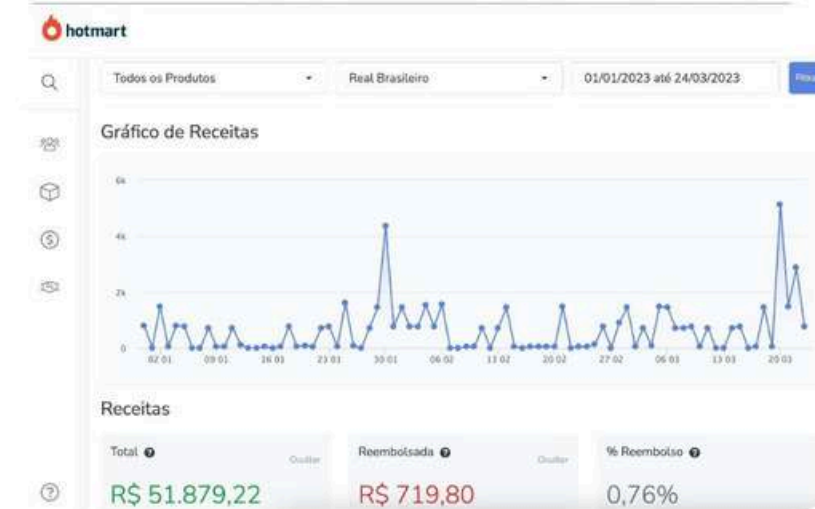 hotmart
Todos os Produtos
Real Brasileiro
01/01/2023 até 24/03/2023
Gráfico de Receitas
6k
4k
2k
0
02 01 09 01 16 01 23 01 30 01 06 02 13 02 20 02 27 02 06 03 13 03 20 03
Receitas
Total
Ocultar
Reembolsada
Ocultar
% Reembolso
R$ 51.879,22
R$ 719,80
0,76%